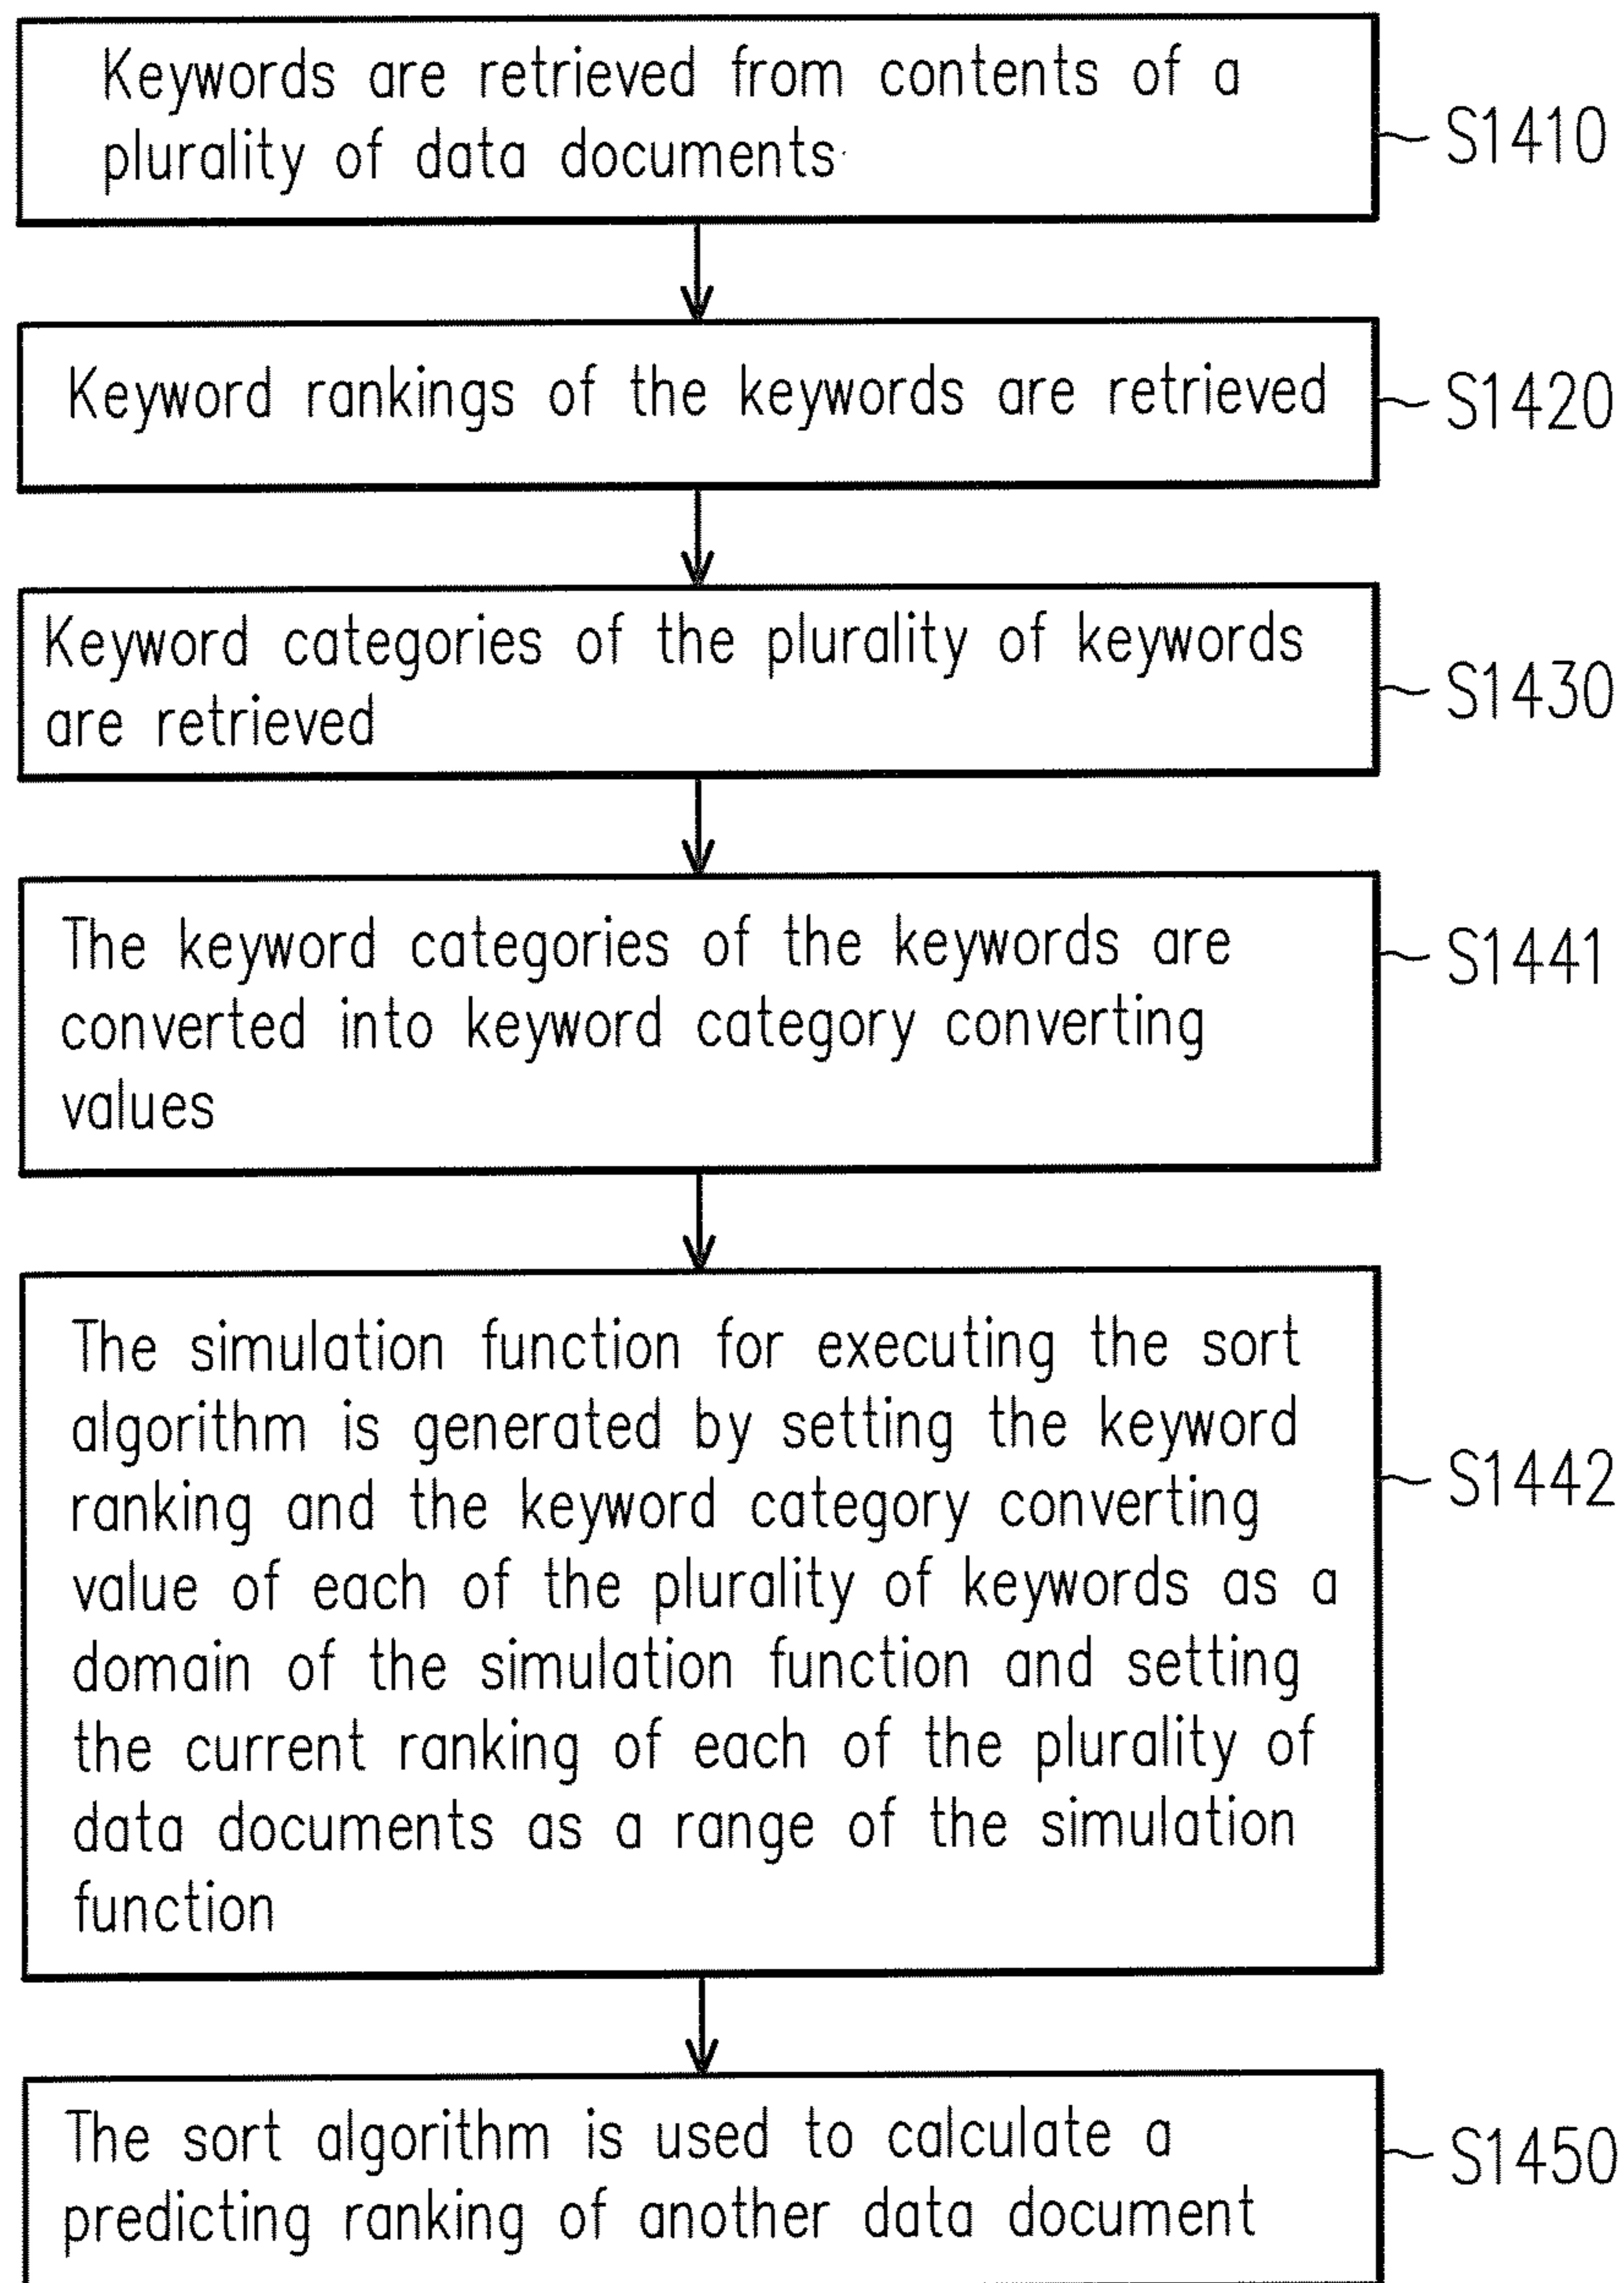 Keywords are retrieved from contents of a
plurality of data documents
S1410
Keyword rankings of the keywords are retrieved
S1420
Keyword categories of the plurality of keywords
are retrieved
S1430
The keyword categories of the keywords are
converted into keyword category converting
values
S1441
The simulation function for executing the sort
algorithm is generated by setting the keyword
ranking and the keyword category converting
value of each of the plurality of keywords as a
domain of the simulation function and setting
the current ranking of each of the plurality of
data documents as a range of the simulation
function
S1442
The sort algorithm is used to calculate a
predicting ranking of another data document
S1450